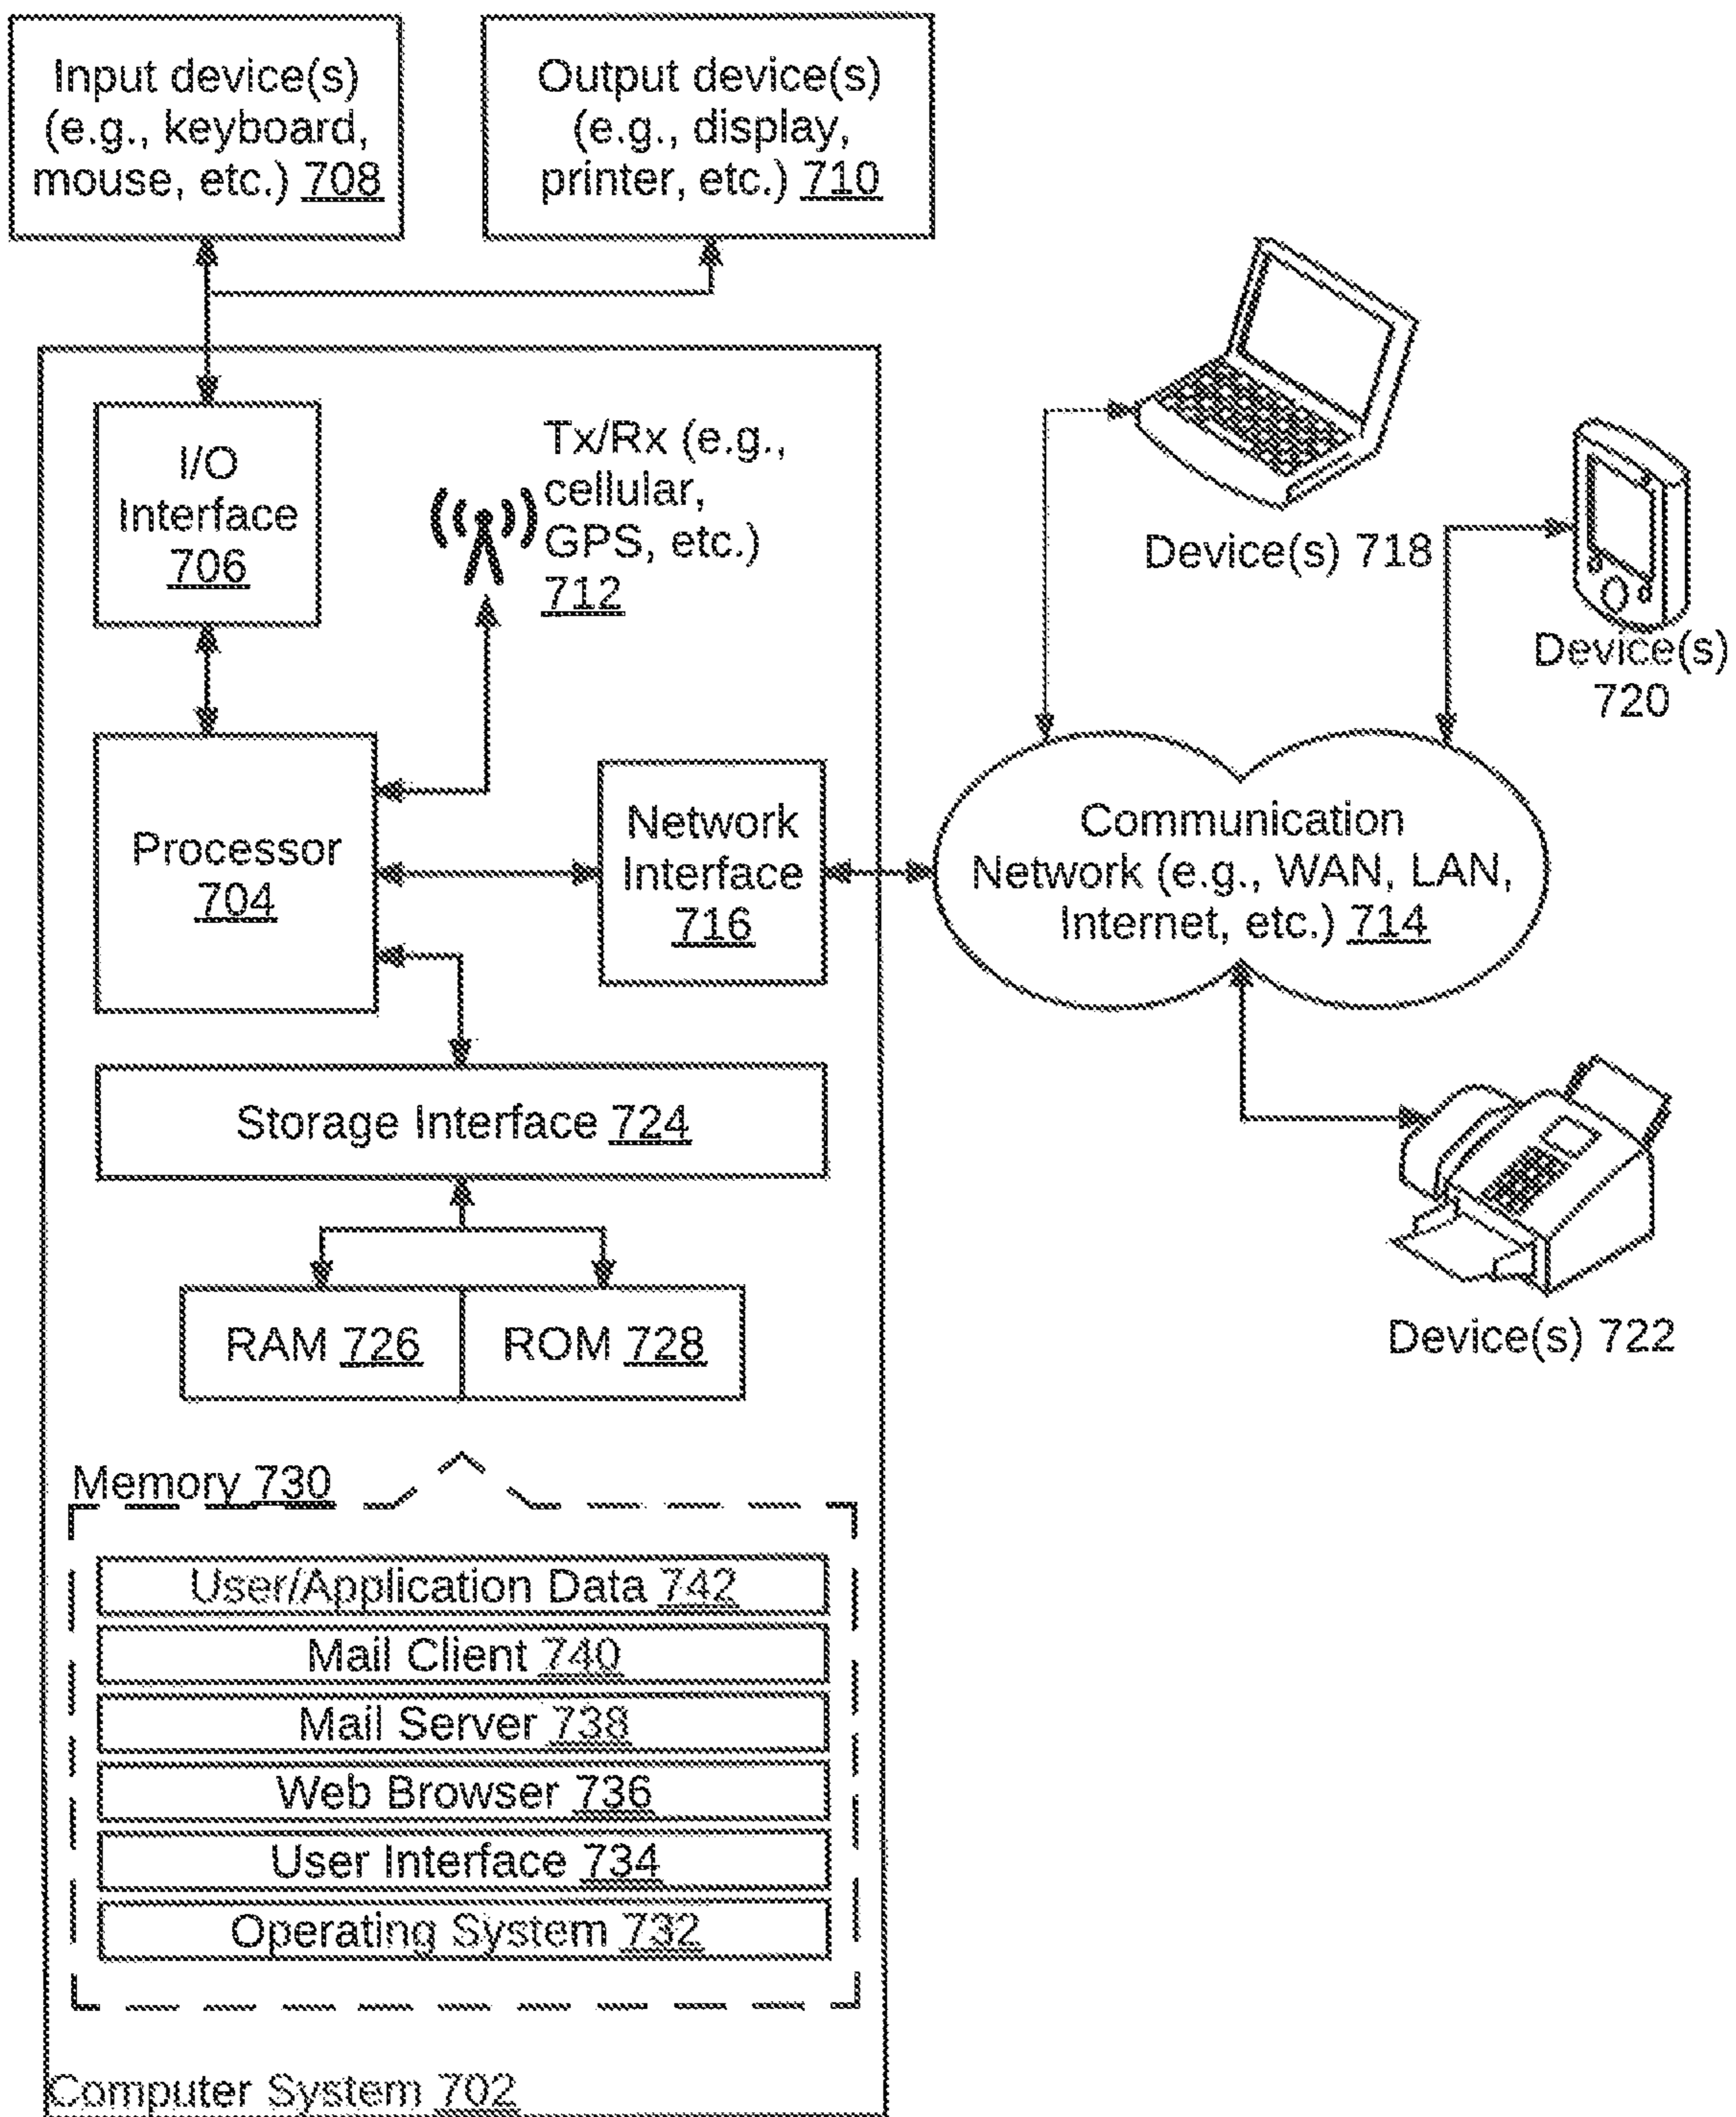 Input device(s)
(e.g., keyboard,
mouse, etc.) 708
Output device(s)
(e.g., display,
printer, etc.) 710
I/O
Interface
706
Tx/Rx (e.g.,
cellular,
GPS, etc.)
712
Device(s) 718
Device(s)
720
Processor
704
Network
Interface
716
Communication
Network (e.g., WAN, LAN,
Internet, etc.) 714
Storage Interface 724
RAM 726
ROM 728
Device(s) 722
Memory 730
User/Application Data 742
Mail Client 740
Mail Server 738
Web Browser 736
User Interface 734
Operating System 732
Computer System 702